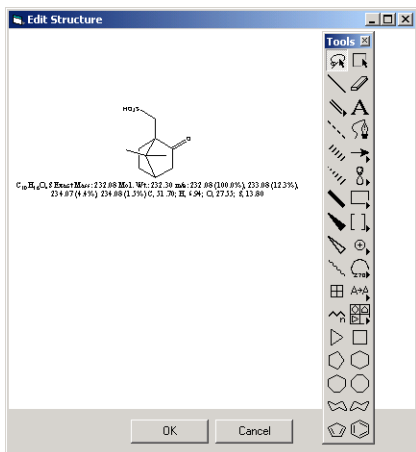 Edit Structure
Tools
HO₃S
O
A
C₁₀H₁₆O₄S Exact Mass: 232.08 Mol. Wt.: 232.30 m/e: 232.08 (100.0%), 233.08 (12.3%),
234.07 (4.4%), 234.08 (1.5%) C, 51.70; H, 6.94; O, 27.55; S, 13.80
270
A A
n
OK Cancel